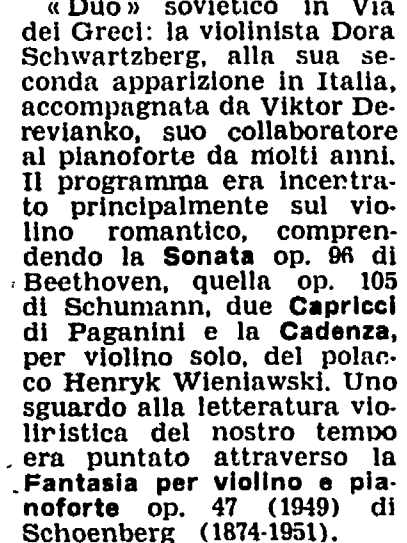 « Duo » sovietico in Via
dei Greci: la violinista Dora
Schwartzberg, alla sua se-
conda apparizione in Italia,
accompagnata da Viktor De-
revianko, suo collaboratore
al pianoforte da molti anni.
Il programma era incentra-
to principalmente sul vio-
lino romantico, compren-
dendo la Sonata op. 96 di
Beethoven, quella op. 105
di Schumann, due Capricci
di Paganini e la Cadenza,
per violino solo, del polac-
co Henryk Wieniawski. Uno
sguardo alla letteratura vio-
linistica del nostro tempo
era puntato attraverso la
Fantasia per violino e pia-
noforte op. 47 (1949) di
Schoenberg (1874-1951).